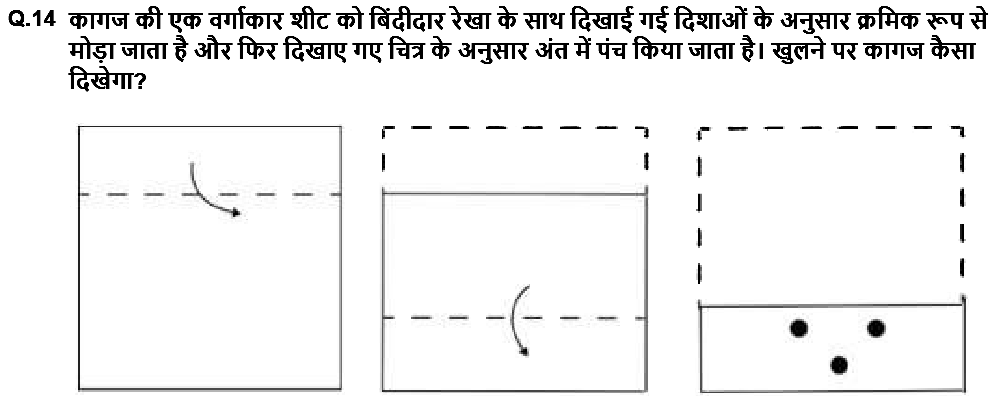 Q.14 कागज की एक वर्गाकार शीट को बिंदीदार रेखा के साथ दिखाई गई दिशाओं के अनुसार क्रमिक रूप से
मोड़ा जाता है और फिर दिखाए गए चित्र के अनुसार अंत में पंच किया जाता है। खुलने पर कागज कैसा
दिखेगा?